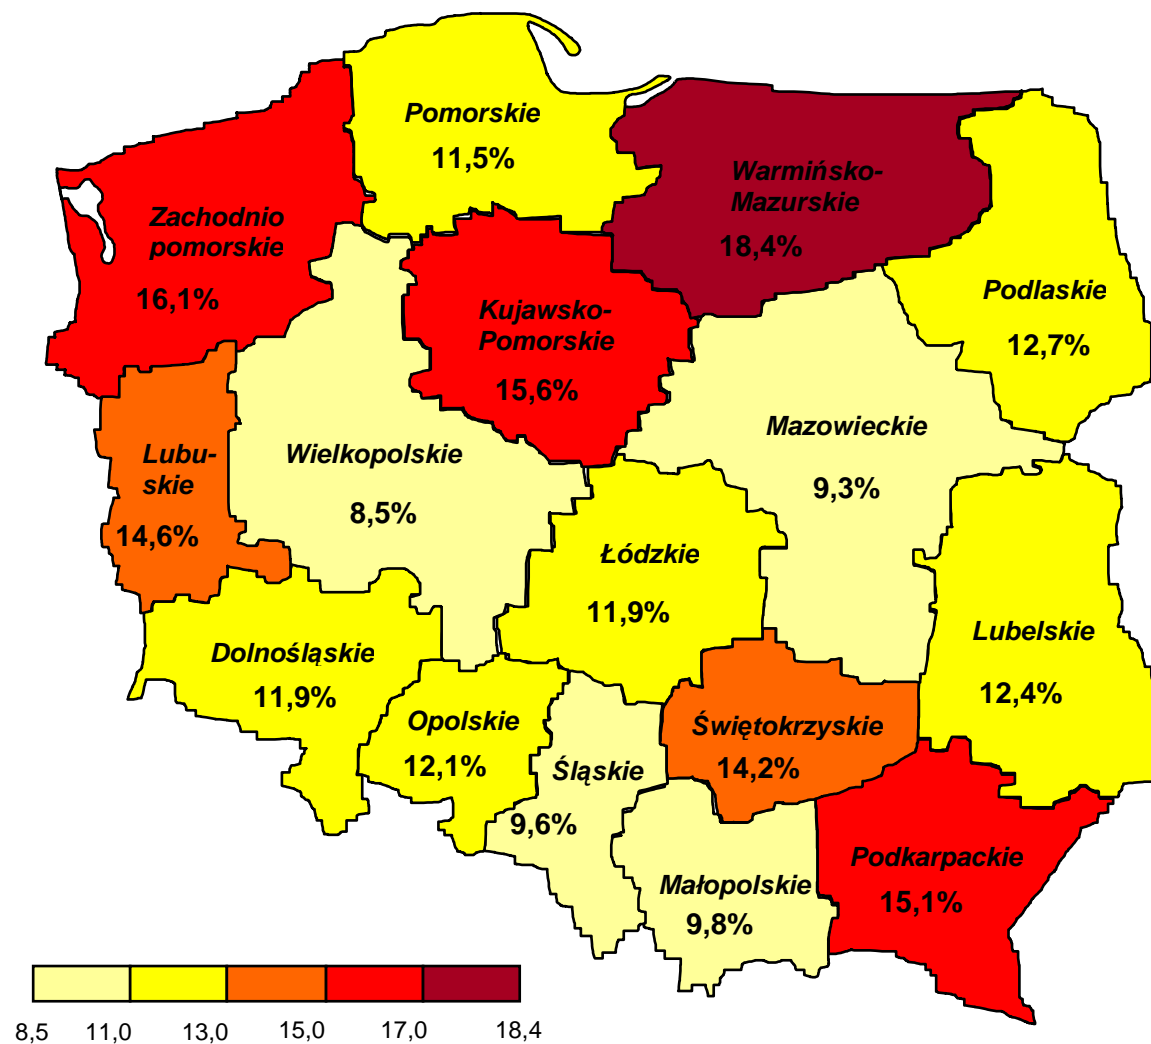 Pomorskie
11,5%
Warmińsko-
Mazurskie
18,4%
Zachodnio
pomorskie
16,1%
Kujawsko-
Pomorskie
15,6%
Podlaskie
12,7%
Lubu-
skie
14,6%
Wielkopolskie
8,5%
Mazowieckie
9,3%
Łódzkie
11,9%
Lubelskie
12,4%
Dolnośląskie
11,9%
Opolskie
12,1%
Śląskie
9,6%
Świętokrzyskie
14,2%
Małopolskie
9,8%
Podkarpackie
15,1%
8,5 11,0 13,0 15,0 17,0 18,4